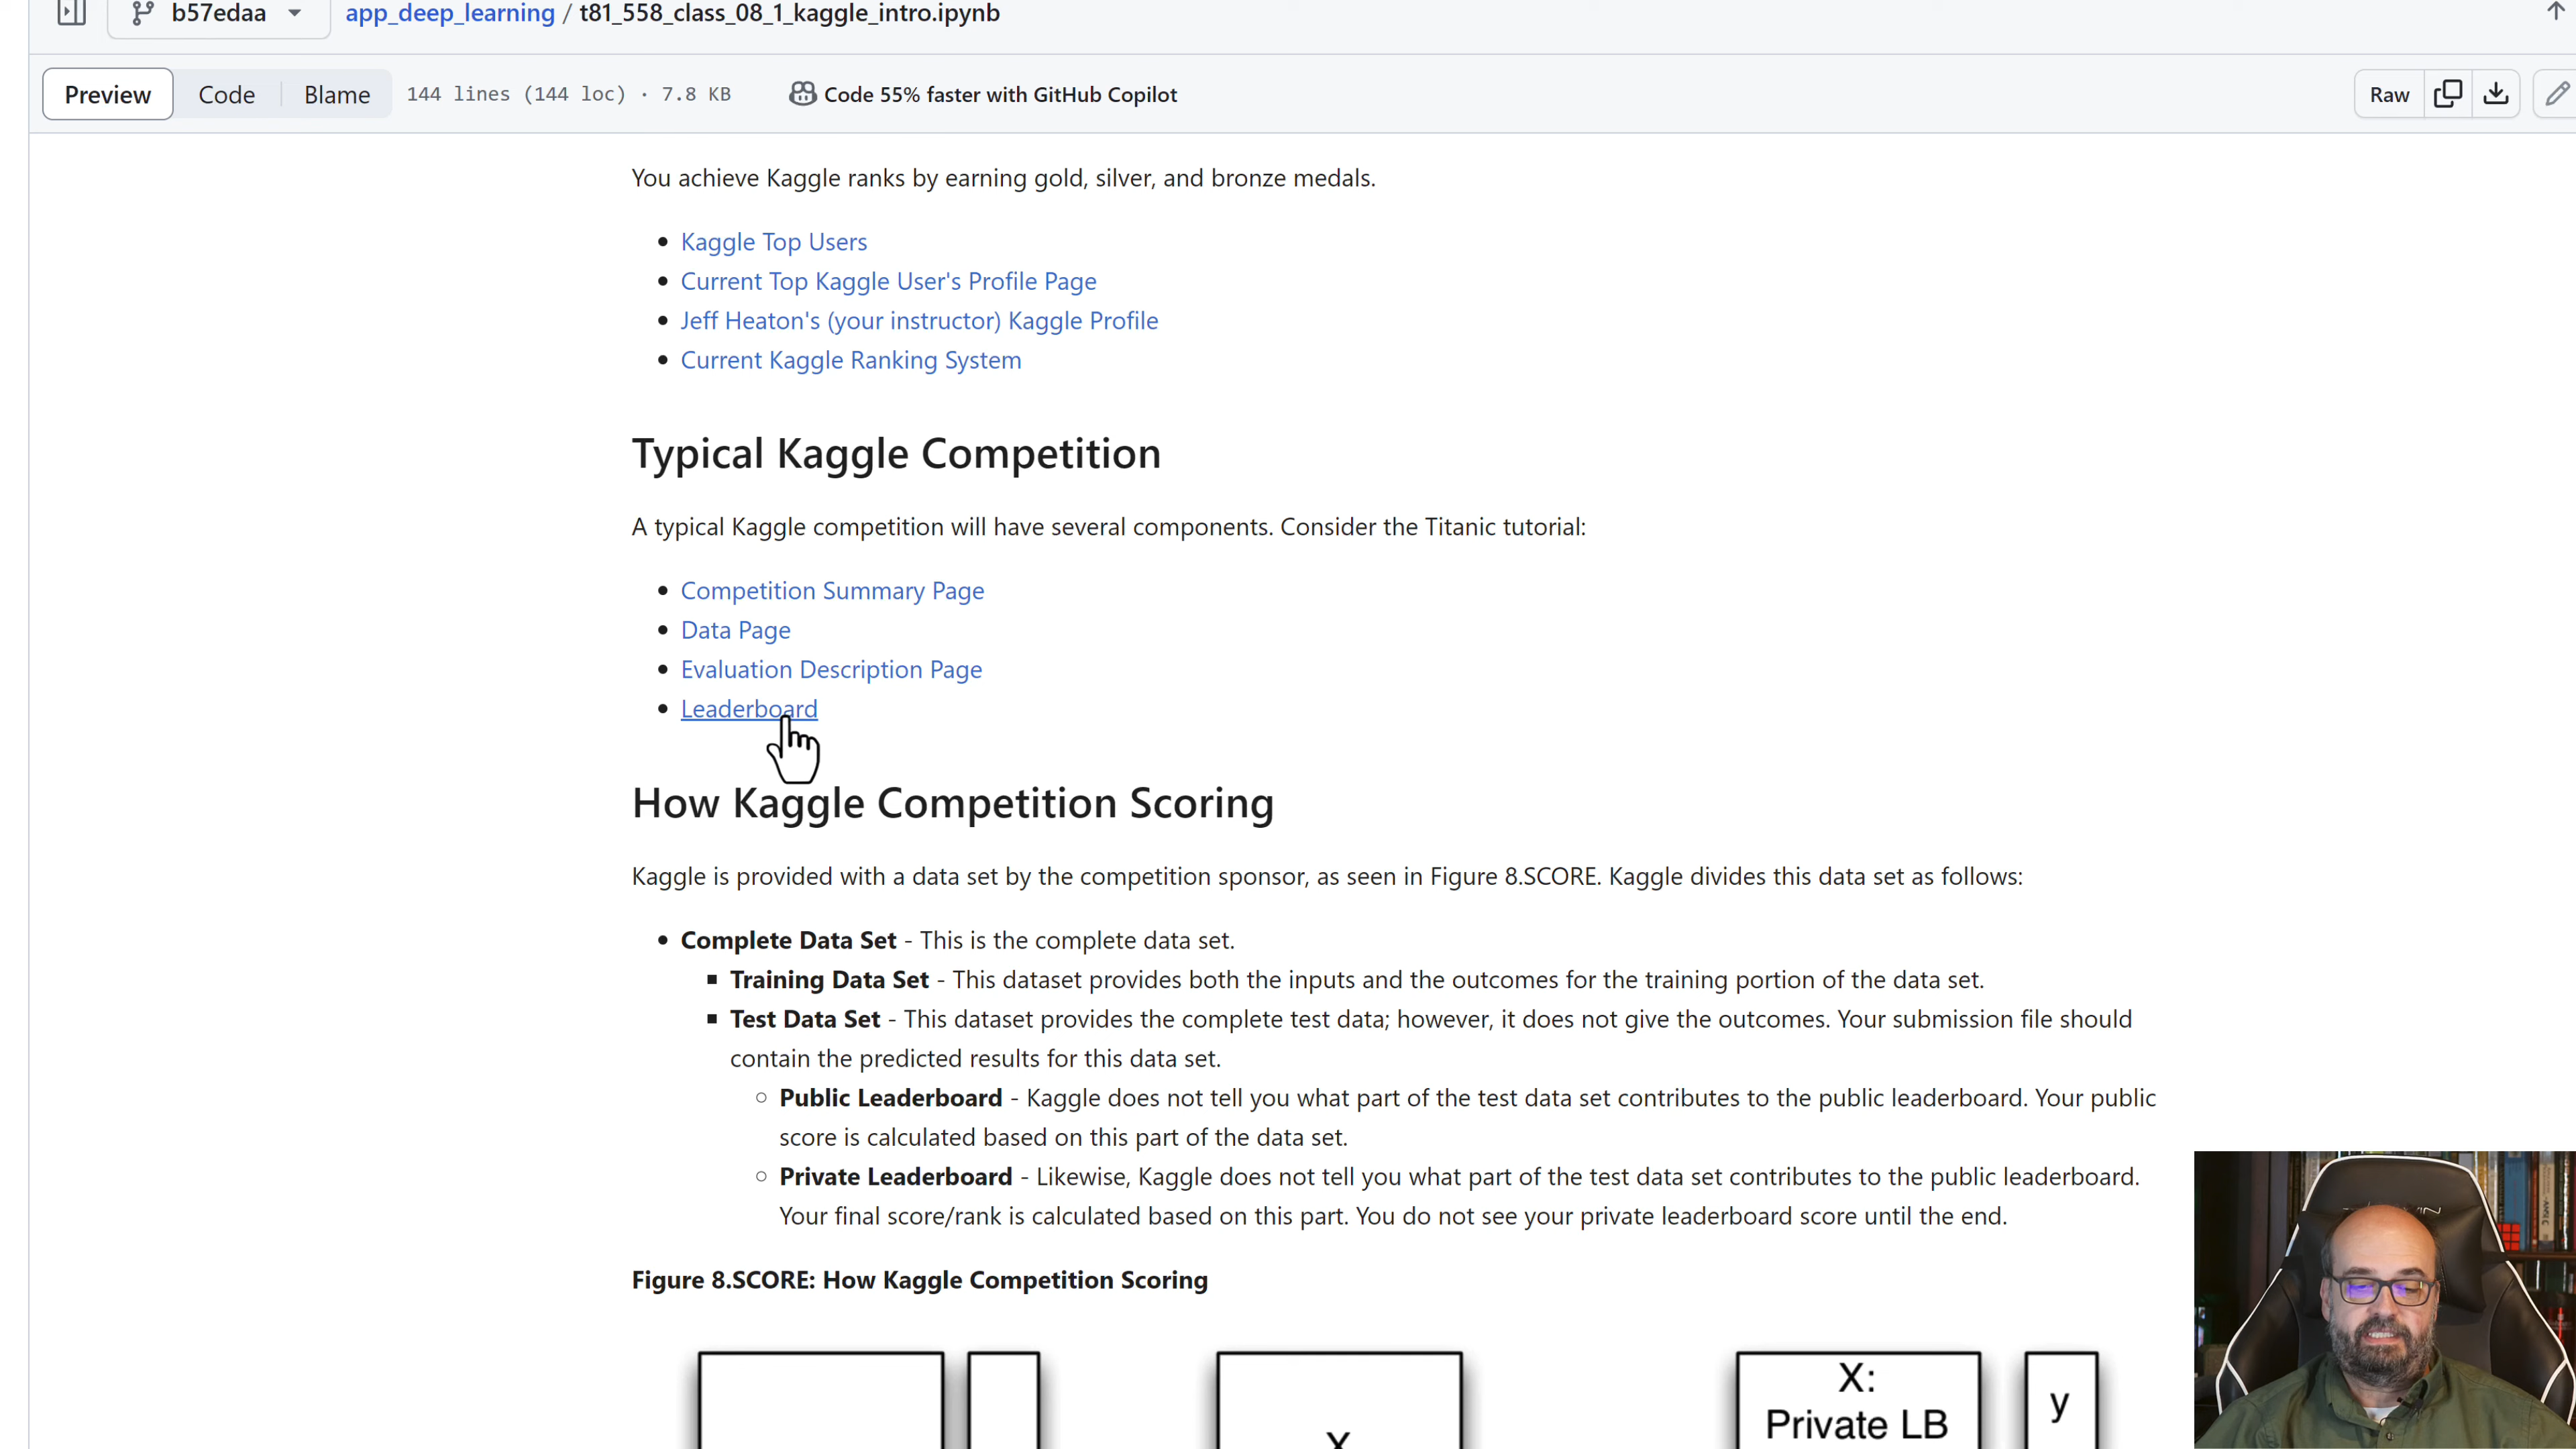 b57edaa
app_deep_learning / t81_558_class_08_1_kaggle_intro.ipynb
Preview Code Blame 144 lines (144 loc) · 7.8 KB Code 55% faster with GitHub Copilot Raw
You achieve Kaggle ranks by earning gold, silver, and bronze medals.
• Kaggle Top Users
• Current Top Kaggle User's Profile Page
• Jeff Heaton's (your instructor) Kaggle Profile
• Current Kaggle Ranking System
Typical Kaggle Competition
A typical Kaggle competition will have several components. Consider the Titanic tutorial:
• Competition Summary Page
• Data Page
• Evaluation Description Page
• Leaderboard
How Kaggle Competition Scoring
Kaggle is provided with a data set by the competition sponsor, as seen in Figure 8.SCORE. Kaggle divides this data set as follows:
• Complete Data Set - This is the complete data set.
▪ Training Data Set - This dataset provides both the inputs and the outcomes for the training portion of the data set.
▪ Test Data Set - This dataset provides the complete test data; however, it does not give the outcomes. Your submission file should
contain the predicted results for this data set.
○ Public Leaderboard - Kaggle does not tell you what part of the test data set contributes to the public leaderboard. Your public
score is calculated based on this part of the data set.
○ Private Leaderboard - Likewise, Kaggle does not tell you what part of the test data set contributes to the public leaderboard.
Your final score/rank is calculated based on this part. You do not see your private leaderboard score until the end.
Figure 8.SCORE: How Kaggle Competition Scoring
X:
Private LB
y
X